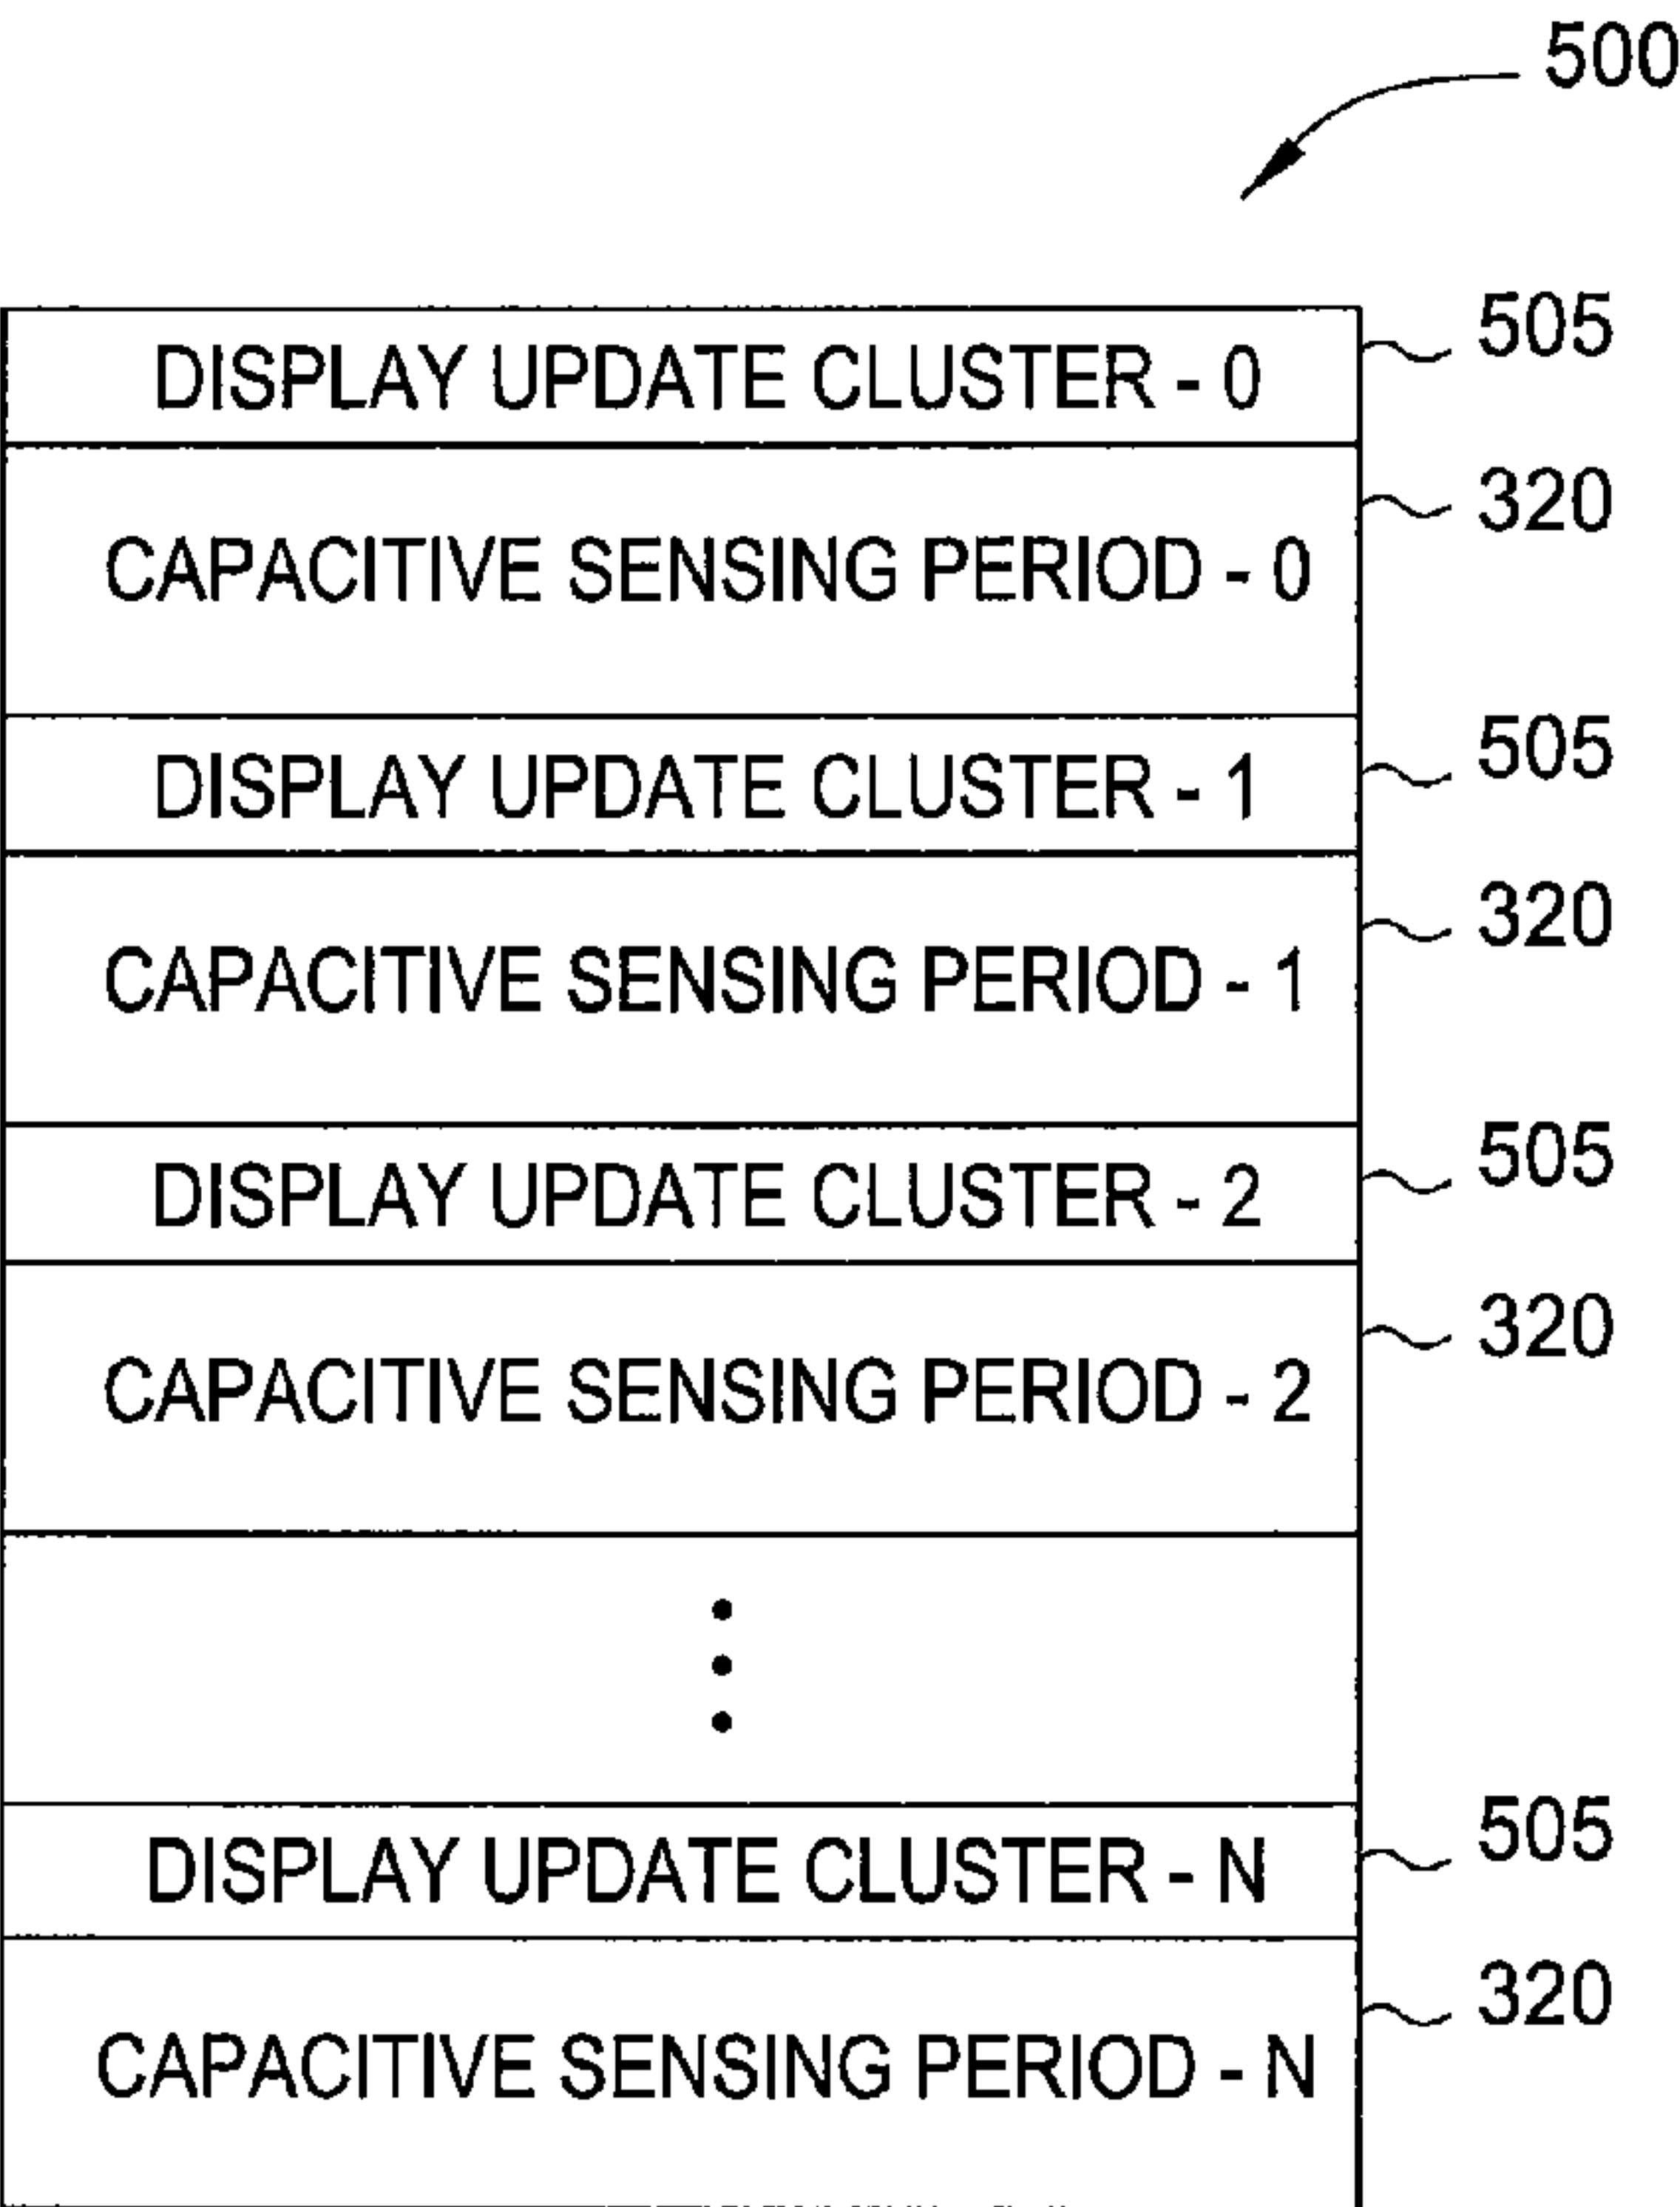 500
DISPLAY UPDATE CLUSTER - 0 505
CAPACITIVE SENSING PERIOD - 0 320
DISPLAY UPDATE CLUSTER - 1 505
CAPACITIVE SENSING PERIOD - 1 320
DISPLAY UPDATE CLUSTER - 2 505
CAPACITIVE SENSING PERIOD - 2 320
DISPLAY UPDATE CLUSTER - N 505
CAPACITIVE SENSING PERIOD - N 320